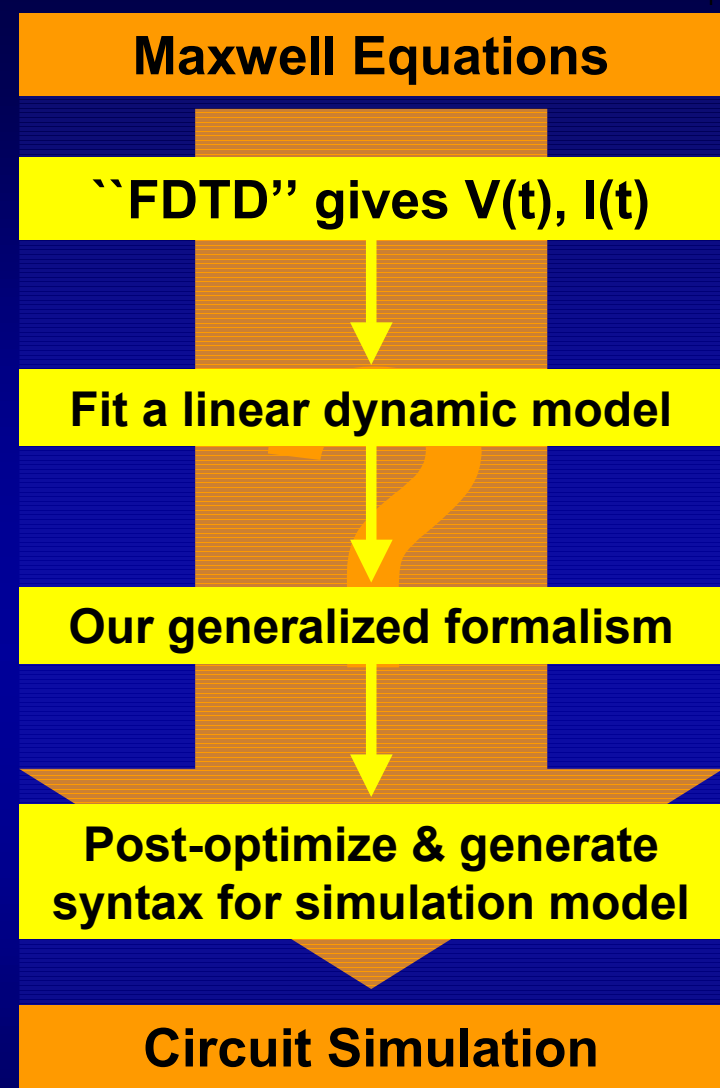 Maxwell Equations
``FDTD’’ gives V(t), I(t)
Fit a linear dynamic model
?
Our generalized formalism
Post-optimize & generate
syntax for simulation model
Circuit Simulation